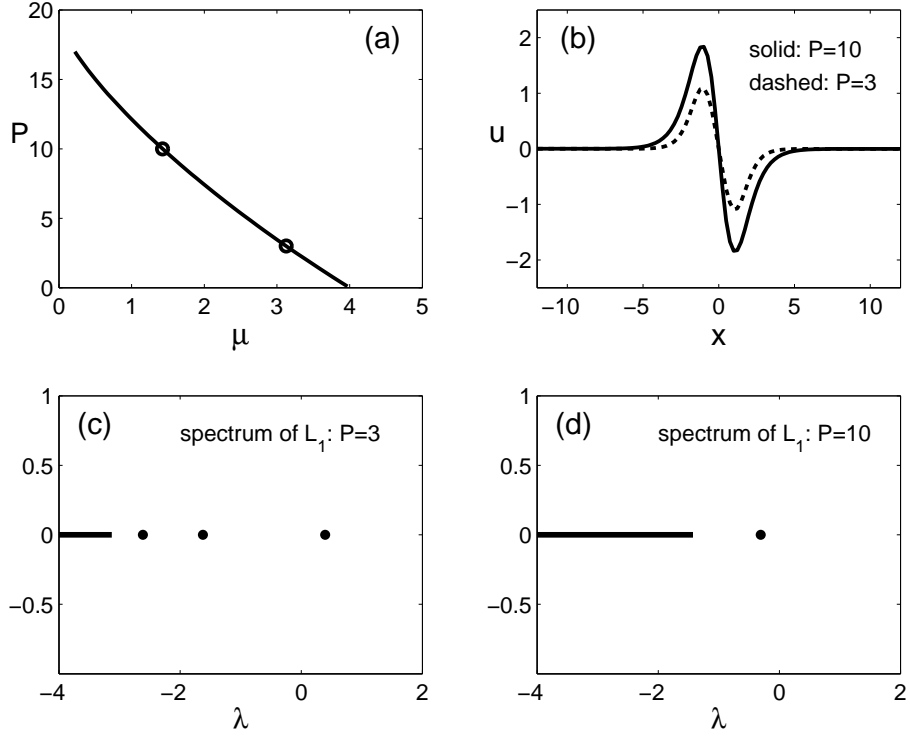 (a)
20
15
10
5
0
P
0 1 2 3 4 5
μ
(b)
solid: P=10
dashed: P=3
2
1
0
−1
−2
u
−10 −5 0 5 10
x
(c)
spectrum of L₁: P=3
1
0.5
0
−0.5
−4 −2 0 2
λ
(d)
spectrum of L₁: P=10
1
0.5
0
−0.5
−4 −2 0 2
λ